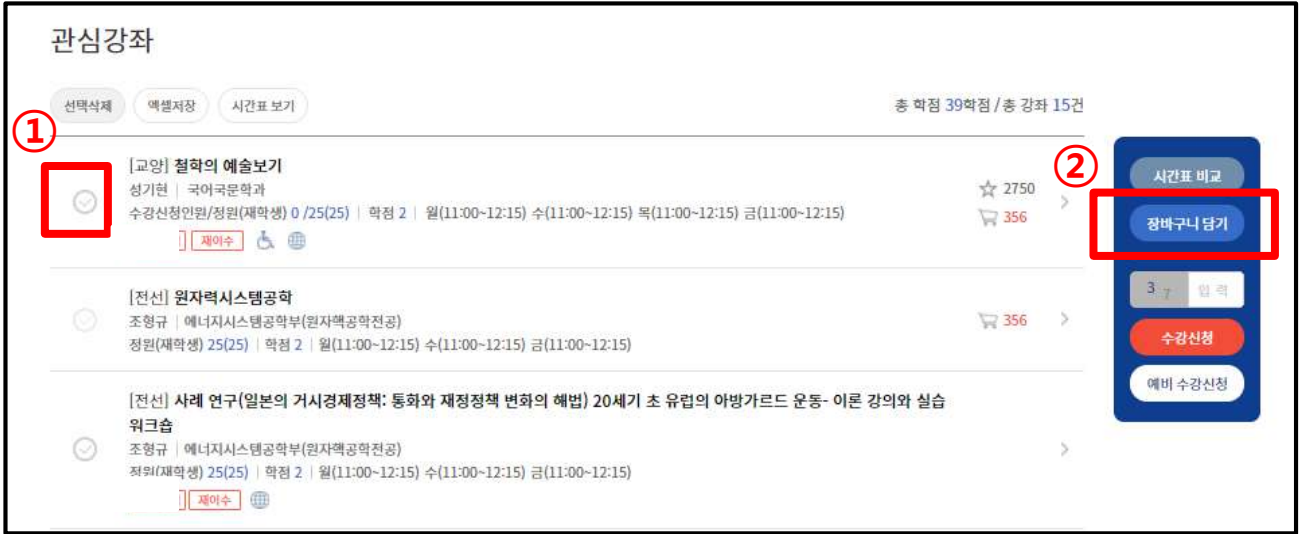 관심강좌
선택삭제 엑셀저장 시간표 보기 총 학점 39학점 / 총 강좌 15건
①
[교양] 철학의 예술보기
성기현 | 국어국문학과
수강신청인원/정원(재학생) 0 /25(25) | 학점 2 | 월(11:00~12:15) 수(11:00~12:15) 목(11:00~12:15) 금(11:00~12:15)
재이수
2750
356
[전선] 원자력시스템공학
조형규 | 에너지시스템공학부(원자핵공학전공)
정원(재학생) 25(25) | 학점 2 | 월(11:00~12:15) 수(11:00~12:15) 금(11:00~12:15)
356
[전선] 사례 연구(일본의 거시경제정책: 통화와 재정정책 변화의 해법) 20세기 초 유럽의 아방가르드 운동- 이론 강의와 실습
워크숍
조형규 | 에너지시스템공학부(원자핵공학전공)
정원(재학생) 25(25) | 학점 2 | 월(11:00~12:15) 수(11:00~12:15) 금(11:00~12:15)
재이수
②
시간표 비교
장바구니 담기
3 7 입력
수강신청
예비 수강신청